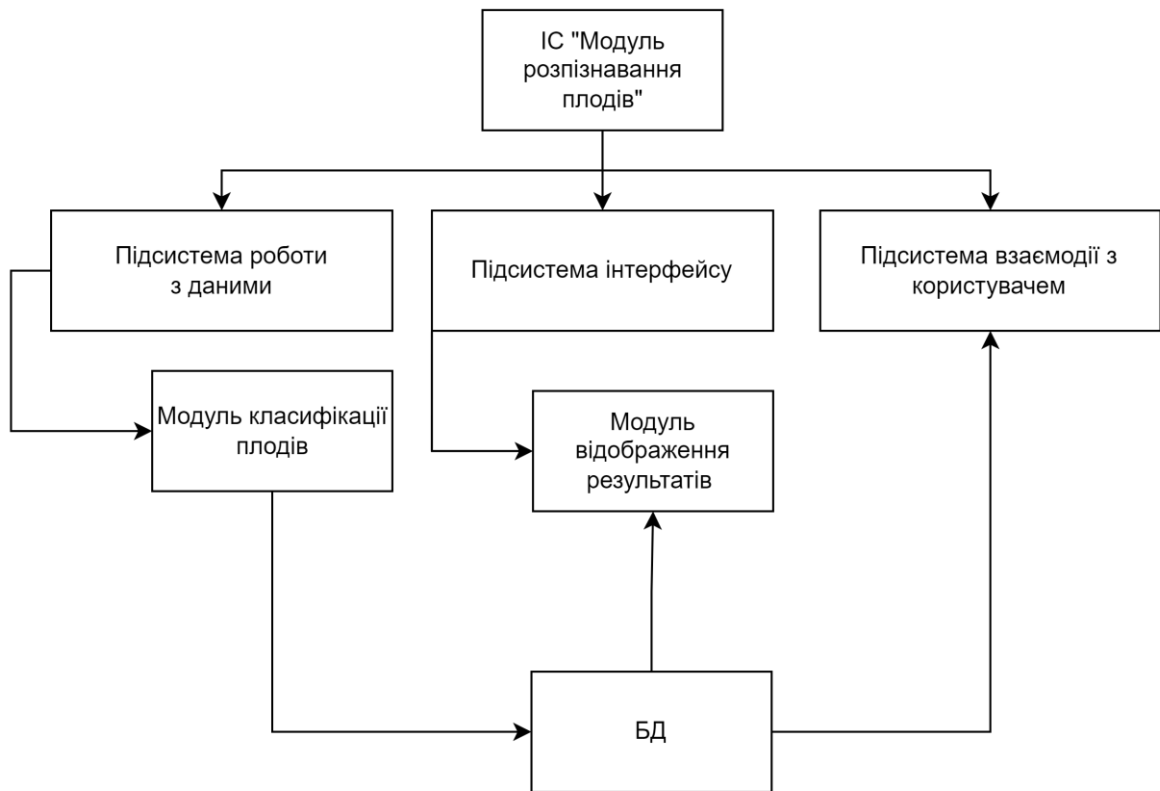 ІС "Модуль
розпізнавання
плодів"
Підсистема роботи
з даними
Підсистема інтерфейсу
Підсистема взаємодії з
користувачем
Модуль класифікації
плодів
Модуль
відображення
результатів
БД